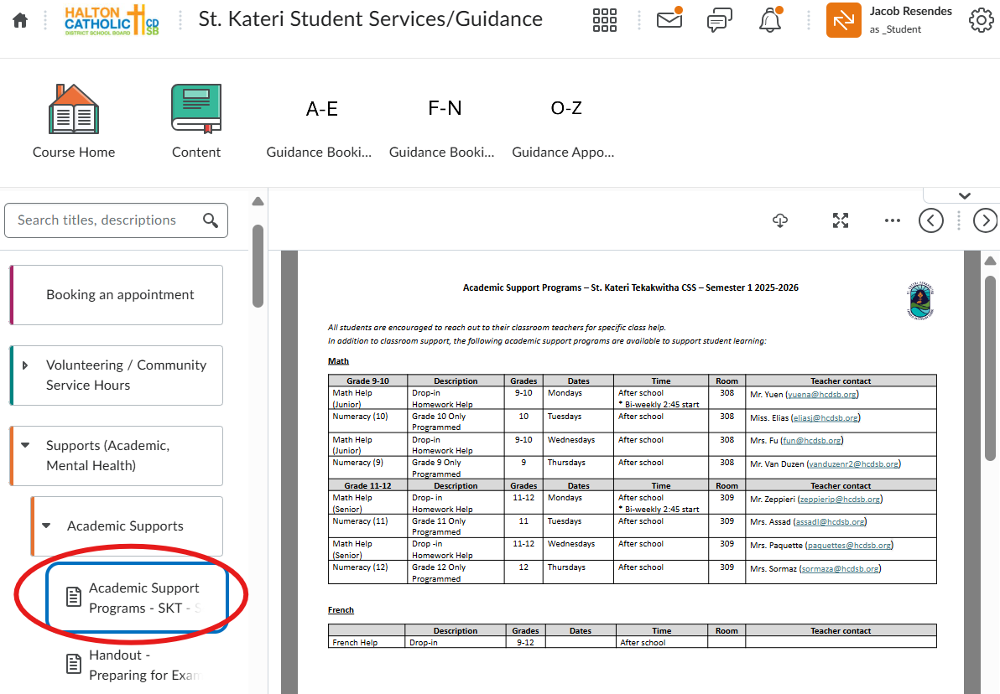 HALTON
CATHOLIC
DISTRICT SCHOOL BOARD
CD
SB
St. Kateri Student Services/Guidance
Jacob Resendes
as _Student
Course Home
Content
A-E
Guidance Booki...
F-N
Guidance Booki...
O-Z
Guidance Appo...
Search titles, descriptions
Booking an appointment
Volunteering / Community
Service Hours
Supports (Academic,
Mental Health)
Academic Supports
Academic Support
Programs - SKT - S
Handout -
Preparing for Exam
Academic Support Programs – St. Kateri Tekakwitha CSS – Semester 1 2025-2026
All students are encouraged to reach out to their classroom teachers for specific class help.
In addition to classroom support, the following academic support programs are available to support student learning:
Math
Grade 9-10 Description Grades Dates Time Room Teacher contact
Math Help Drop-in 9-10 Mondays After school 308 Mr. Yuen (yuena@hcdsb.org)
(Junior) Homework Help * Bi-weekly 2:45 start
Numeracy (10) Grade 10 Only 10 Tuesdays After school 308 Miss. Elias (eliasj@hcdsb.org)
Programmed
Math Help Drop-in 9-10 Wednesdays After school 308 Mrs. Fu (fun@hcdsb.org)
(Junior) Homework Help
Numeracy (9) Grade 9 Only 9 Thursdays After school 308 Mr. Van Duzen (vanduzenr2@hcdsb.org)
Programmed
Grade 11-12 Description Grades Dates Time Room Teacher contact
Math Help Drop- in 11-12 Mondays After school 309 Mr. Zeppieri (zeppierip@hcdsb.org)
(Senior) Homework Help * Bi-weekly 2:45 start
Numeracy (11) Grade 11 Only 11 Tuesdays After school 309 Mrs. Assad (assadl@hcdsb.org)
Programmed
Math Help Drop -in 11-12 Wednesdays After school 309 Mrs. Paquette (paquettes@hcdsb.org)
(Senior) Homework Help
Numeracy (12) Grade 12 Only 12 Thursdays After school 309 Mrs. Sormaz (sormaza@hcdsb.org)
Programmed
French
Description Grades Dates Time Room Teacher contact
French Help Drop-in 9-12 After school